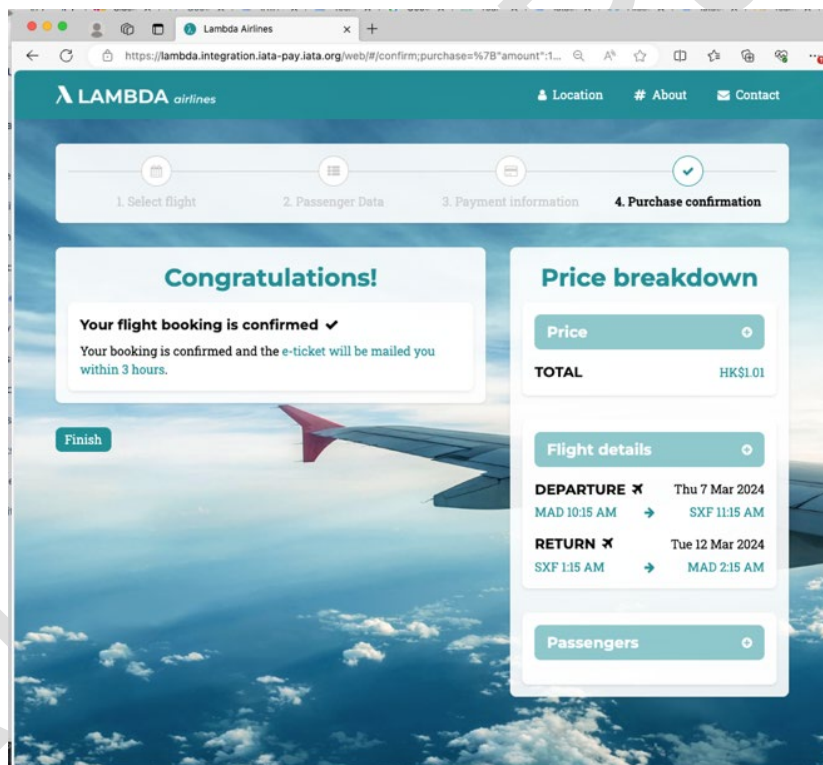 Lambda Airlines
https://lambda.integration.iata-pay.iata.org/web/#/confirm;purchase=%7B"amount":1...
LAMBDA airlines
Location
# About
Contact
1. Select flight
2. Passenger Data
3. Payment information
4. Purchase confirmation
Congratulations!
Your flight booking is confirmed ✔
Your booking is confirmed and the e-ticket will be mailed you
within 3 hours.
Finish
Price breakdown
Price
TOTAL HK$1.01
Flight details
DEPARTURE Thu 7 Mar 2024
MAD 10:15 AM → SXF 11:15 AM
RETURN Tue 12 Mar 2024
SXF 1:15 AM → MAD 2:15 AM
Passengers